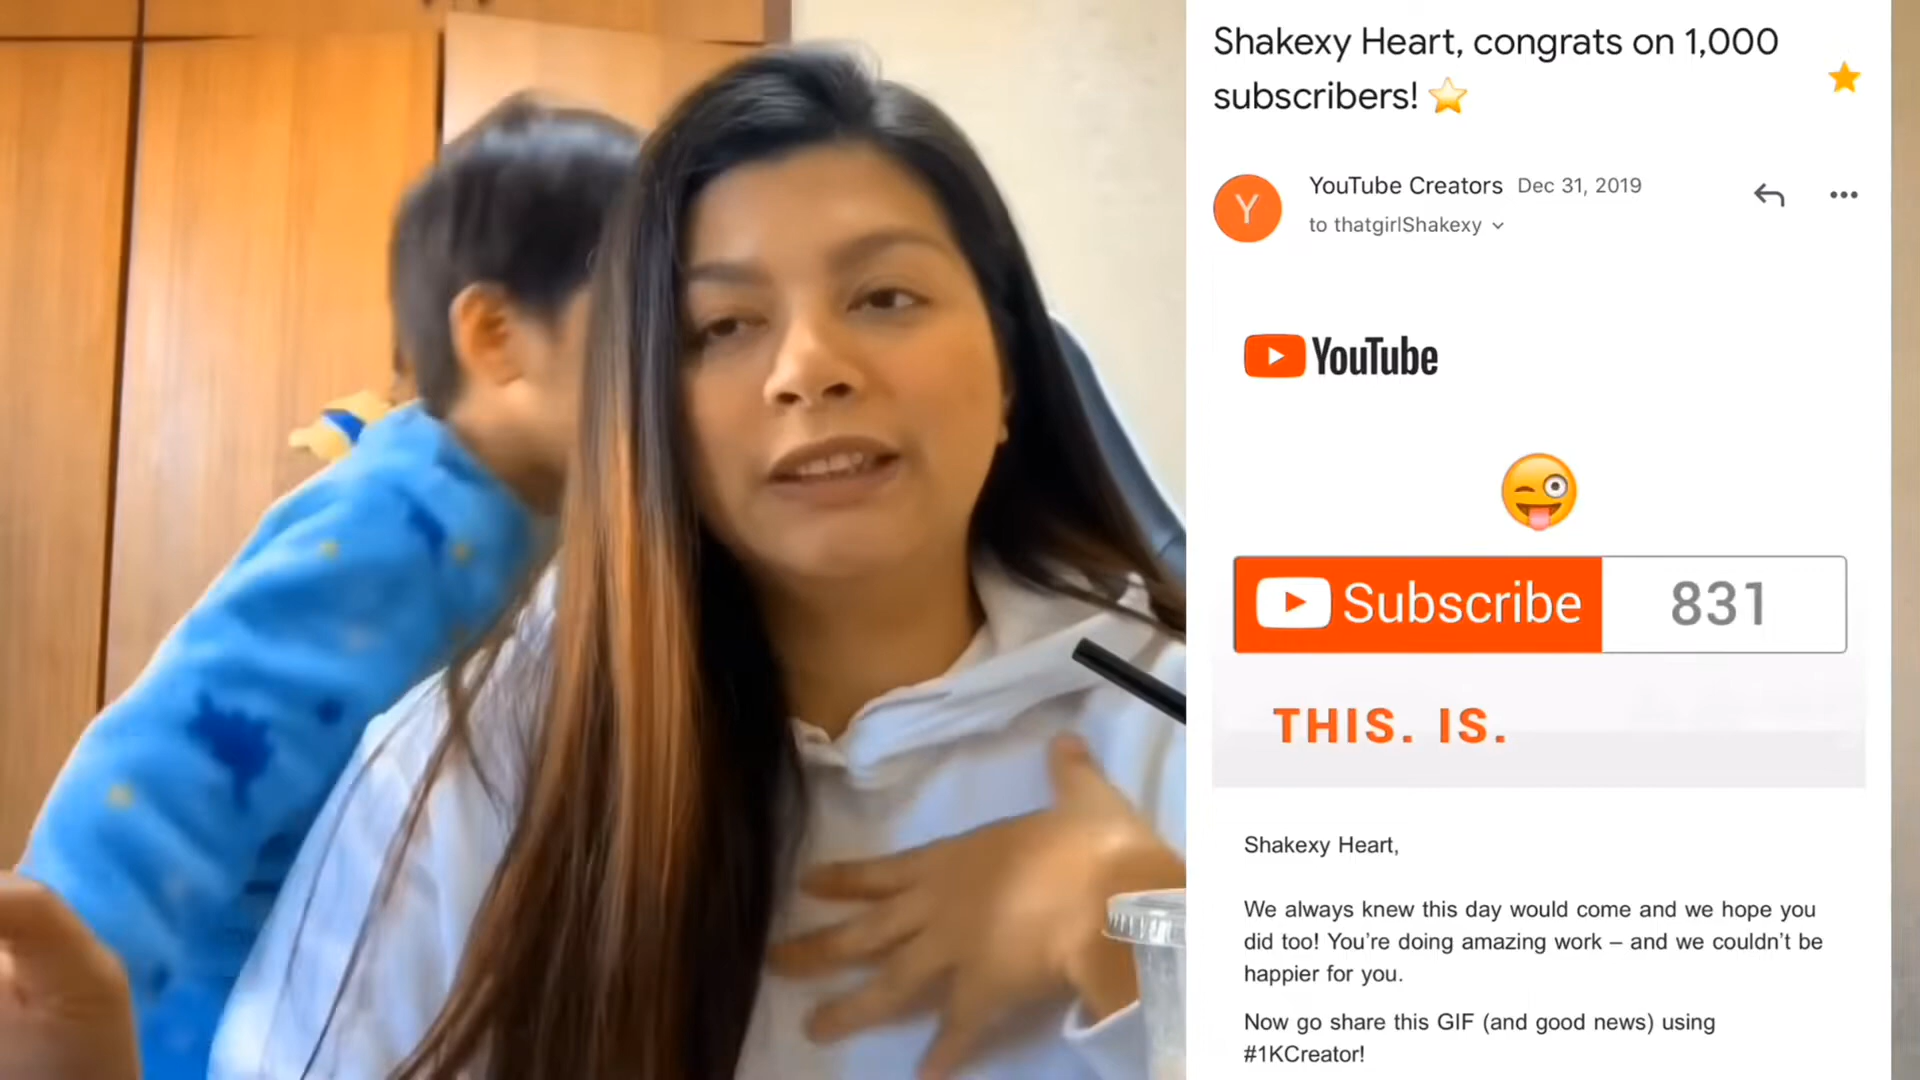 Shakexy Heart, congrats on 1,000
subscribers! ⭐
Y
YouTube Creators Dec 31, 2019
to thatgirlShakexy
YouTube
Subscribe 831
THIS. IS.
Shakexy Heart,
We always knew this day would come and we hope you
did too! You’re doing amazing work – and we couldn’t be
happier for you.
Now go share this GIF (and good news) using
#1KCreator!